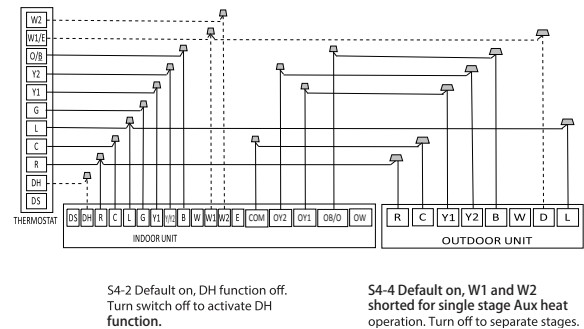 W2
W1/E
O/B
Y2
Y1
G
L
C
R
DH
DS
THERMOSTAT
DS DH R C L G Y1 Y/Y2 B W W1 W2 E COM OY2 OY1 OB/O OW
INDOOR UNIT
R C Y1 Y2 B W D L
OUTDOOR UNIT
S4-2 Default on, DH function off.
Turn switch off to activate DH
function.
S4-4 Default on, W1 and W2
shorted for single stage Aux heat
operation. Turn off to separate stages.